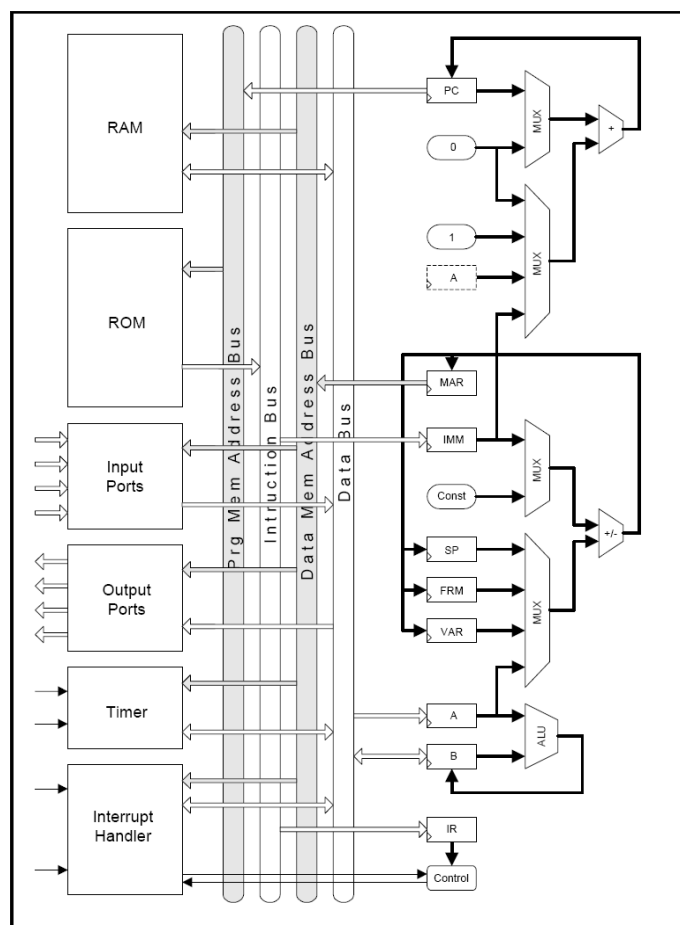 RAM
ROM
Input
Ports
Output
Ports
Timer
Interrupt
Handler
Prg Mem Address Bus
Intruction Bus
Data Mem Address Bus
Data Bus
PC
0
1
A
MUX
MUX
+
MAR
IMM
Const
MUX
SP
FRM
VAR
MUX
+/-
A
B
ALU
IR
Control